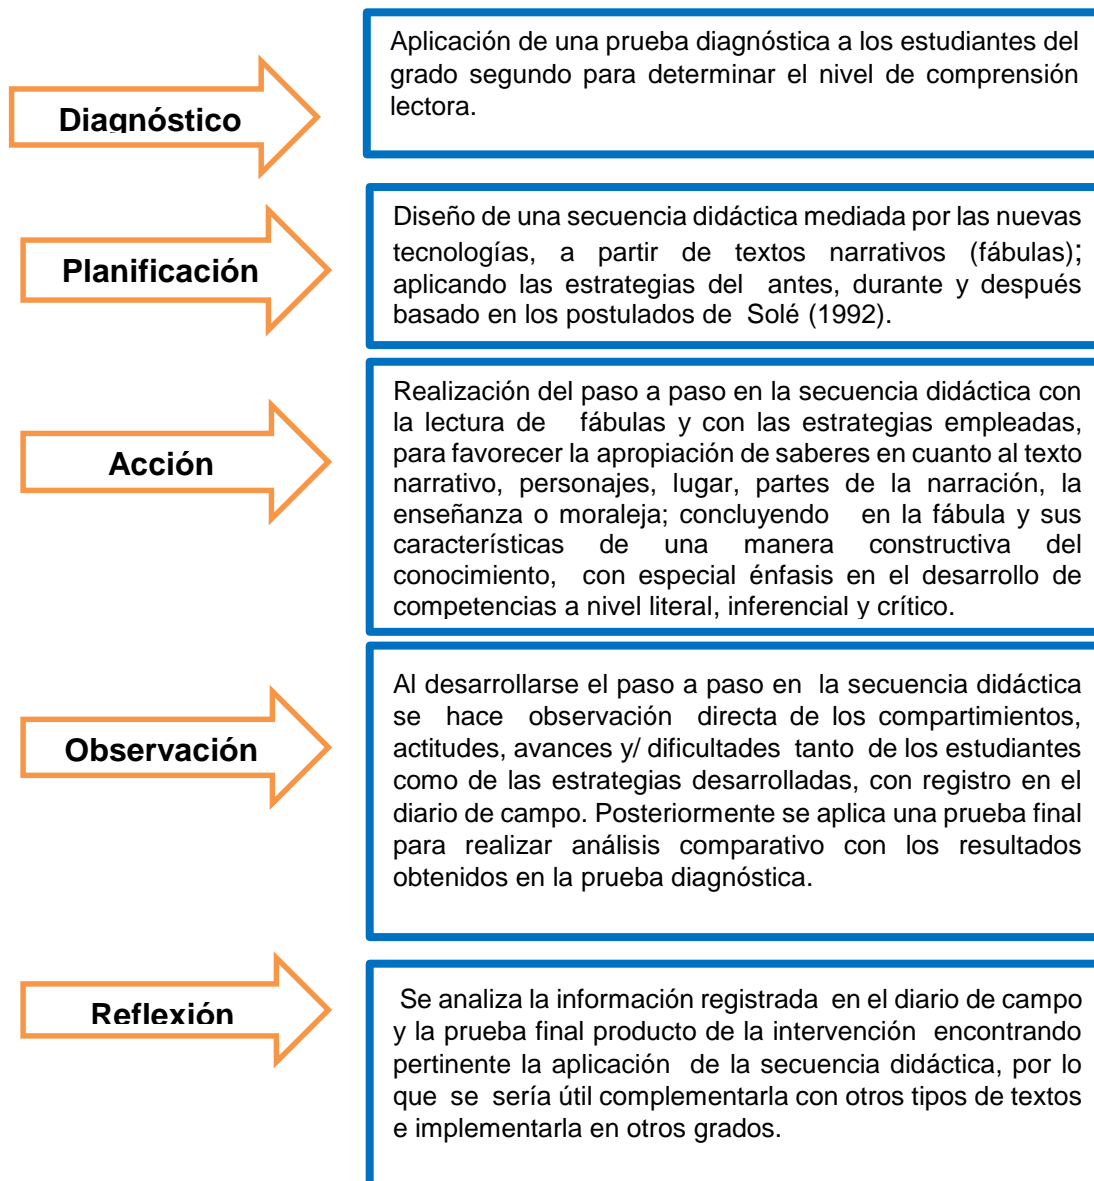 Diagnóstico
Aplicación de una prueba diagnóstica a los estudiantes del
grado segundo para determinar el nivel de comprensión
lectora.
Planificación
Diseño de una secuencia didáctica mediada por las nuevas
tecnologías, a partir de textos narrativos (fábulas);
aplicando las estrategias del antes, durante y después
basado en los postulados de Solé (1992).
Acción
Realización del paso a paso en la secuencia didáctica con
la lectura de fábulas y con las estrategias empleadas,
para favorecer la apropiación de saberes en cuanto al texto
narrativo, personajes, lugar, partes de la narración, la
enseñanza o moraleja; concluyendo en la fábula y sus
características de una manera constructiva del
conocimiento, con especial énfasis en el desarrollo de
competencias a nivel literal, inferencial y crítico.
Observación
Al desarrollarse el paso a paso en la secuencia didáctica
se hace observación directa de los compartimientos,
actitudes, avances y/ dificultades tanto de los estudiantes
como de las estrategias desarrolladas, con registro en el
diario de campo. Posteriormente se aplica una prueba final
para realizar análisis comparativo con los resultados
obtenidos en la prueba diagnóstica.
Reflexión
Se analiza la información registrada en el diario de campo
y la prueba final producto de la intervención encontrando
pertinente la aplicación de la secuencia didáctica, por lo
que se sería útil complementarla con otros tipos de textos
e implementarla en otros grados.